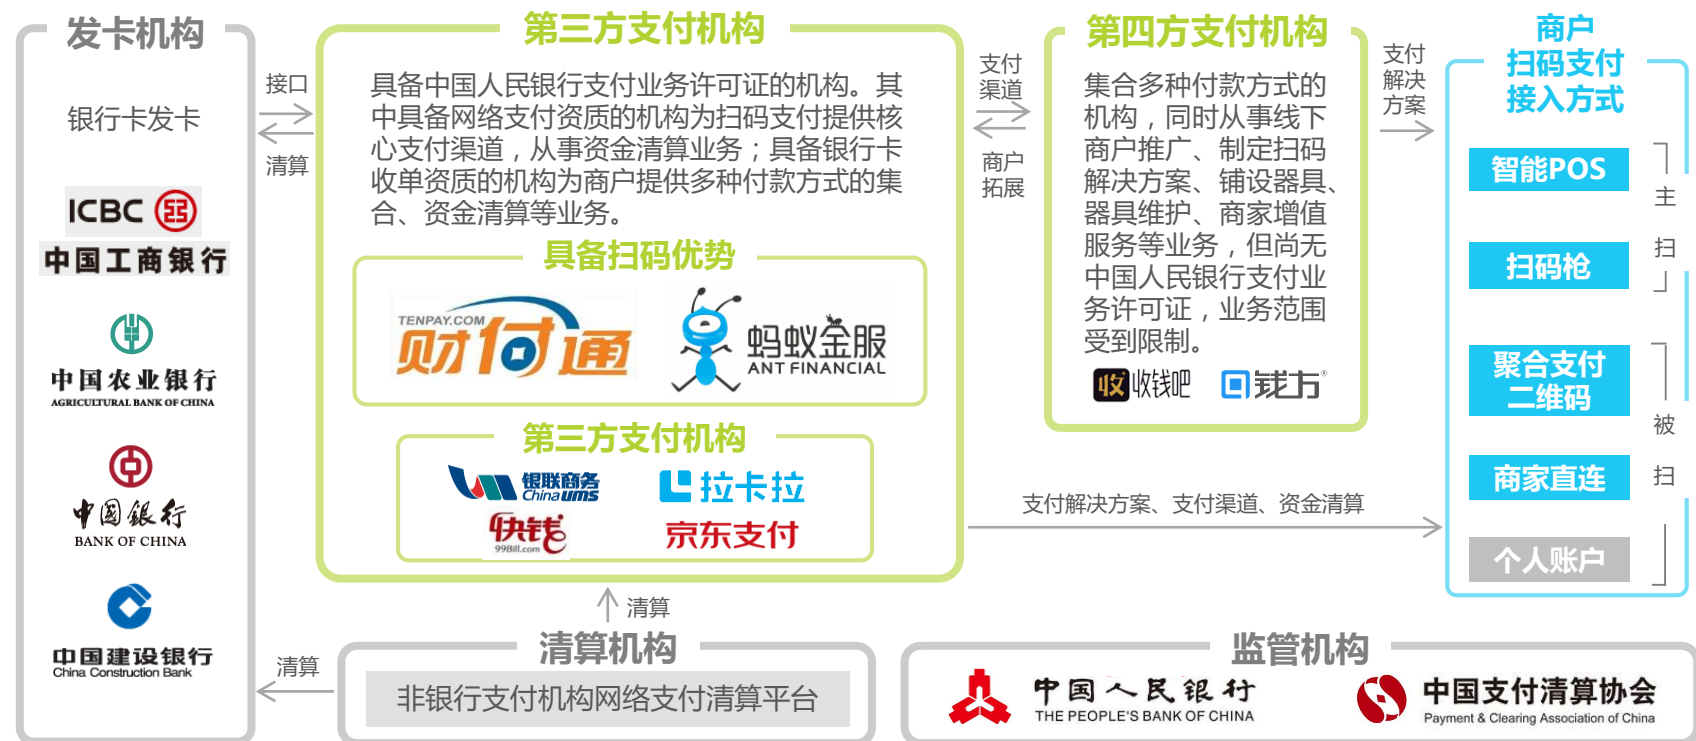 发卡机构
银行卡发卡
ICBC
中国工商银行
中国农业银行
AGRICULTURAL BANK OF CHINA
中國銀行
BANK OF CHINA
中国建设银行
China Construction Bank
接口
清算
第三方支付机构
具备中国人民银行支付业务许可证的机构。其
中具备网络支付资质的机构为扫码支付提供核
心支付渠道，从事资金清算业务；具备银行卡
收单资质的机构为商户提供多种付款方式的集
合、资金清算等业务。
具备扫码优势
TENPAY.COM
财付通
蚂蚁金服
ANT FINANCIAL
第三方支付机构
银联商务
China ums
拉卡拉
快钱
99Bill.com
京东支付
支付
渠道
商户
拓展
第四方支付机构
集合多种付款方式的
机构，同时从事线下
商户推广、制定扫码
解决方案、铺设器具、
器具维护、商家增值
服务等业务，但尚无
中国人民银行支付业
务许可证，业务范围
受到限制。
收 收钱吧
钱方®
支付
解决
方案
支付解决方案、支付渠道、资金清算
商户
扫码支付
接入方式
智能POS
扫码枪
主
扫
聚合支付
二维码
商家直连
个人账户
被
扫
清算
清算
清算机构
非银行支付机构网络支付清算平台
监管机构
中国人民银行
THE PEOPLE'S BANK OF CHINA
中国支付清算协会
Payment & Clearing Association of China